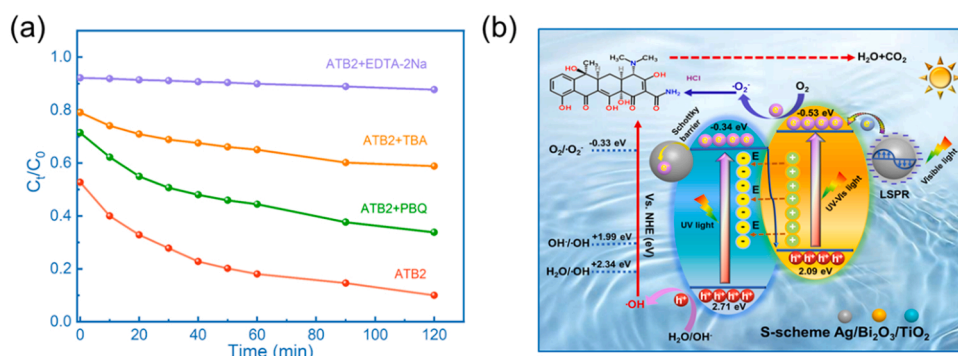 (a)
C_t/C_0
1.0
0.8
0.6
0.4
0.2
0.0
0
20
40
60
80
100
120
Time (min)
ATB2+EDTA-2Na
ATB2+TBA
ATB2+PBQ
ATB2
(b)
H₂O+CO₂
HCl
·O₂⁻
O₂
Schottky barrier
-0.34 eV
-0.53 eV
O₂/·O₂⁻
-0.33 eV
Vs. NHE (eV)
UV light
E
E
E
UV-Vis light
LSPR
Visible light
OH⁻/·OH
+1.99 eV
H₂O/·OH
+2.34 eV
·OH
h⁺
h⁺ h⁺ h⁺ h⁺
2.71 eV
h⁺ h⁺ h⁺ h⁺
2.09 eV
H₂O/OH⁻
S-scheme Ag/Bi₂O₃/TiO₂